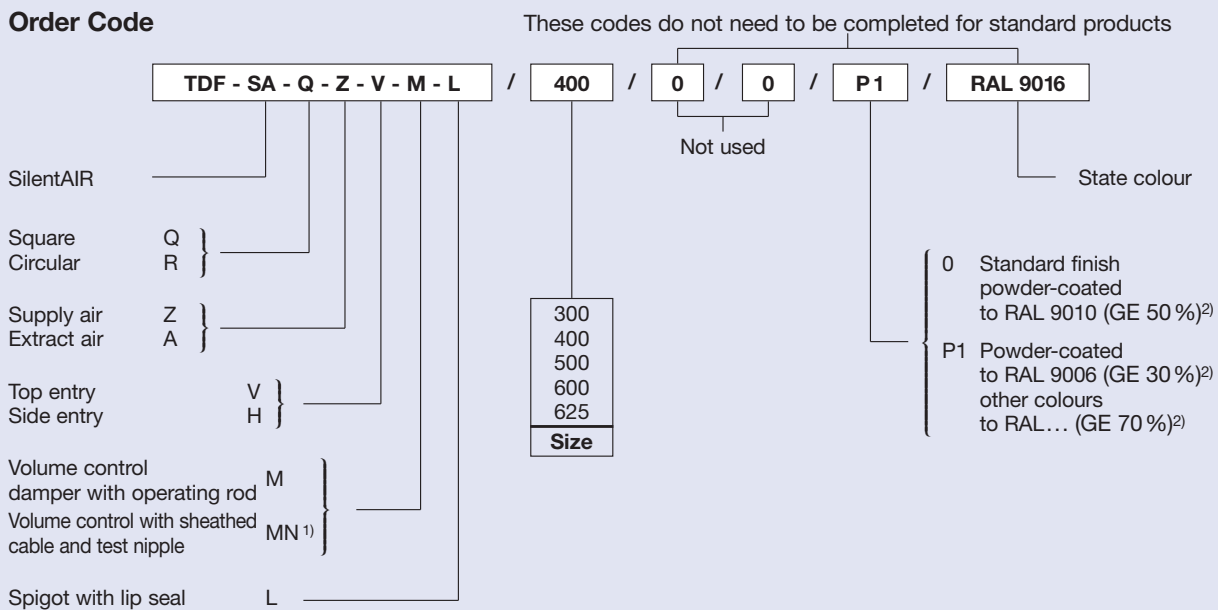 Order Code
These codes do not need to be completed for standard products
TDF - SA - Q - Z - V - M - L / 400 / 0 / 0 / P1 / RAL 9016
Not used
SilentAIR
State colour
Square Q
Circular R
Supply air Z
Extract air A
Top entry V
Side entry H
Volume control
damper with operating rod M
Volume control with sheathed
cable and test nipple MN 1)
Spigot with lip seal L
300
400
500
600
625
Size
0 Standard finish
powder-coated
to RAL 9010 (GE 50 %)2)
P1 Powder-coated
to RAL 9006 (GE 30 %)2)
other colours
to RAL... (GE 70 %)2)